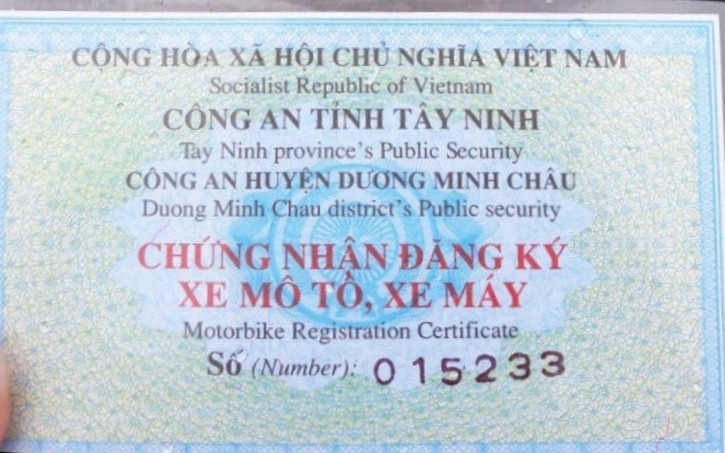 CỘNG HÒA XÃ HỘI CHỦ NGHĨA VIỆT NAM
Socialist Republic of Vietnam
CÔNG AN TỈNH TÂY NINH
Tay Ninh province's Public Security
CÔNG AN HUYỆN DƯƠNG MINH CHÂU
Duong Minh Chau district's Public security
CHỨNG NHẬN ĐĂNG KÝ
XE MÔ TÔ, XE MÁY
Motorbike Registration Certificate
Số (Number): 015233